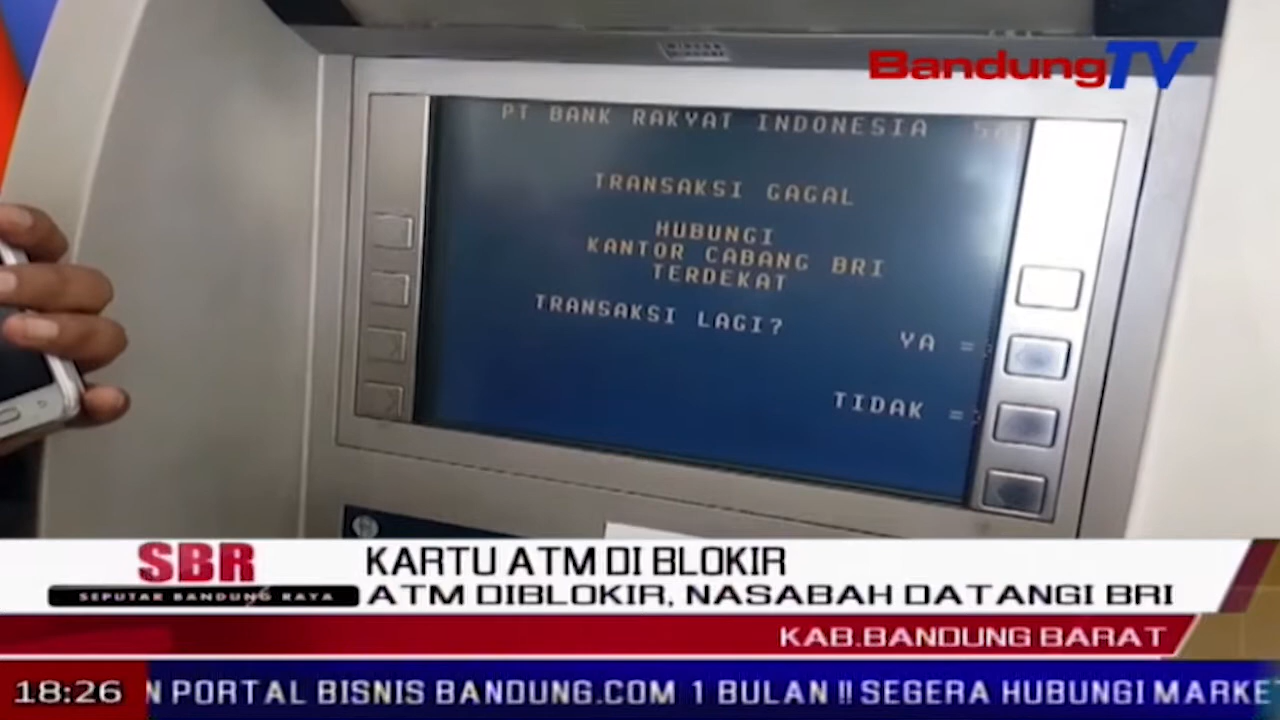 BandungTV
PT BANK RAKYAT INDONESIA
TRANSAKSI GAGAL
HUBUNGI
KANTOR CABANG BRI
TERDEKAT
TRANSAKSI LAGI?
YA =
TIDAK =
SBR
SEPUTAR BANDUNG RAYA
KARTU ATM DI BLOKIR
ATM DIBLOKIR, NASABAH DATANGI BRI
KAB.BANDUNG BARAT
18:26 N PORTAL BISNIS BANDUNG.COM 1 BULAN !! SEGERA HUBUNGI MARKE